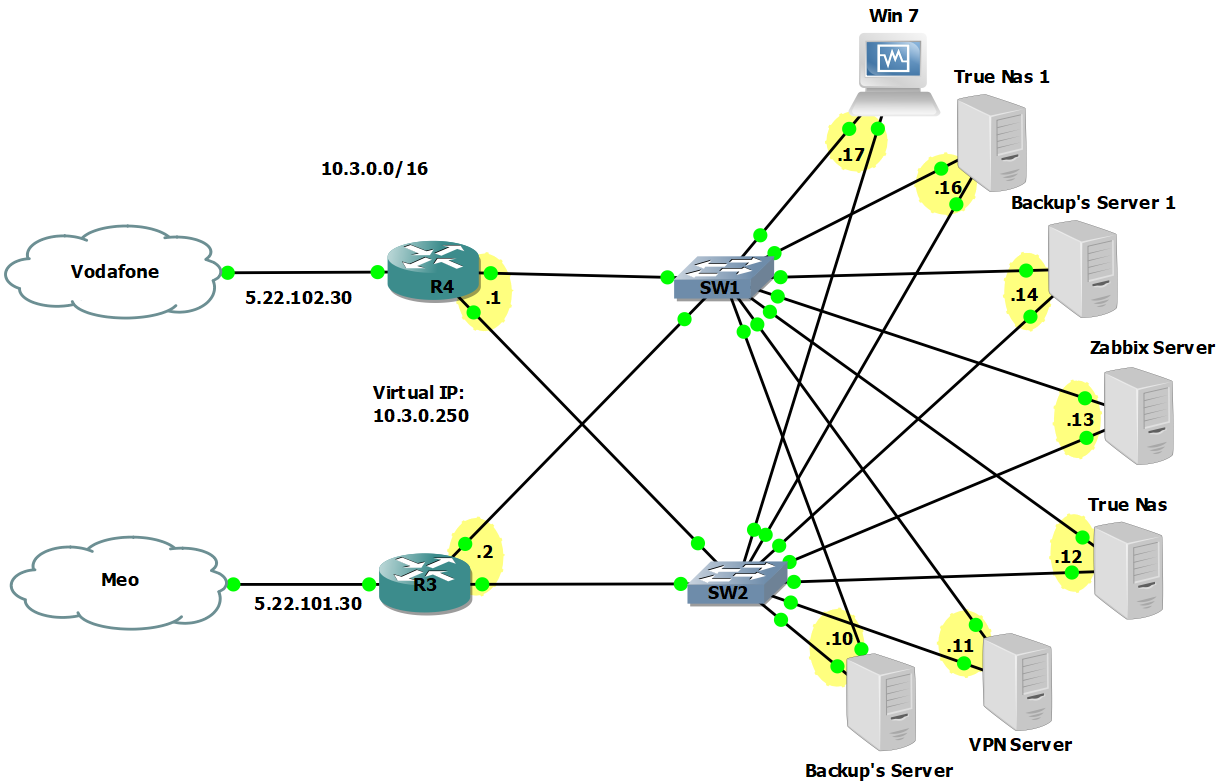 Win 7
True Nas 1
.17
10.3.0.0/16
.16
Backup's Server 1
Vodafone
R4
.1
SW1
.14
5.22.102.30
Zabbix Server
Virtual IP:
10.3.0.250
.13
True Nas
.2
.12
Meo
R3
SW2
5.22.101.30
.10
.11
VPN Server
Backup's Server